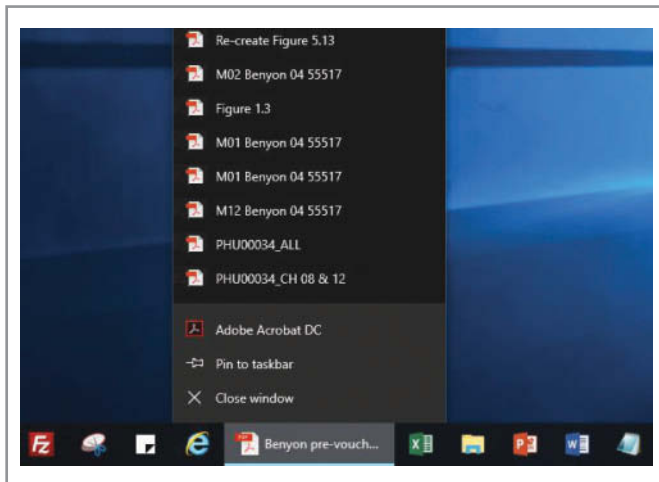 Re-create Figure 5.13
M02 Benyon 04 55517
Figure 1.3
M01 Benyon 04 55517
M01 Benyon 04 55517
M12 Benyon 04 55517
PHU00034_ALL
PHU00034_CH 08 & 12
Adobe Acrobat DC
Pin to taskbar
Close window
Fz Benyon pre-vouch... X P W